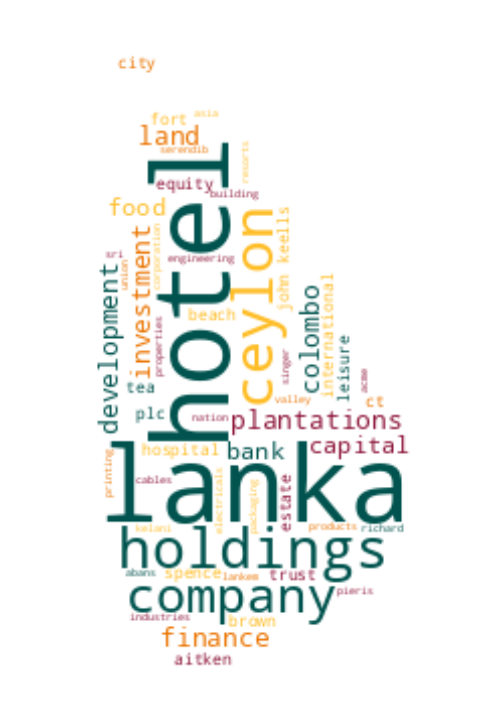 city
asia
fort
land
serendib
resorts
hotel
equity
building
food
ceylon
john keells
investment
corporation
sri
union
engineering
development
international
colombo
beach
properties
leisure
singer
acme
tea
valley
ct
plc
nation
plantations
capital
hospital
bank
lanka
printing
cables
electricals
packaging
estate
kelani
products
richard
holdings
abans
spence
lankem
trust
company
pieris
industries
brown
finance
aitken